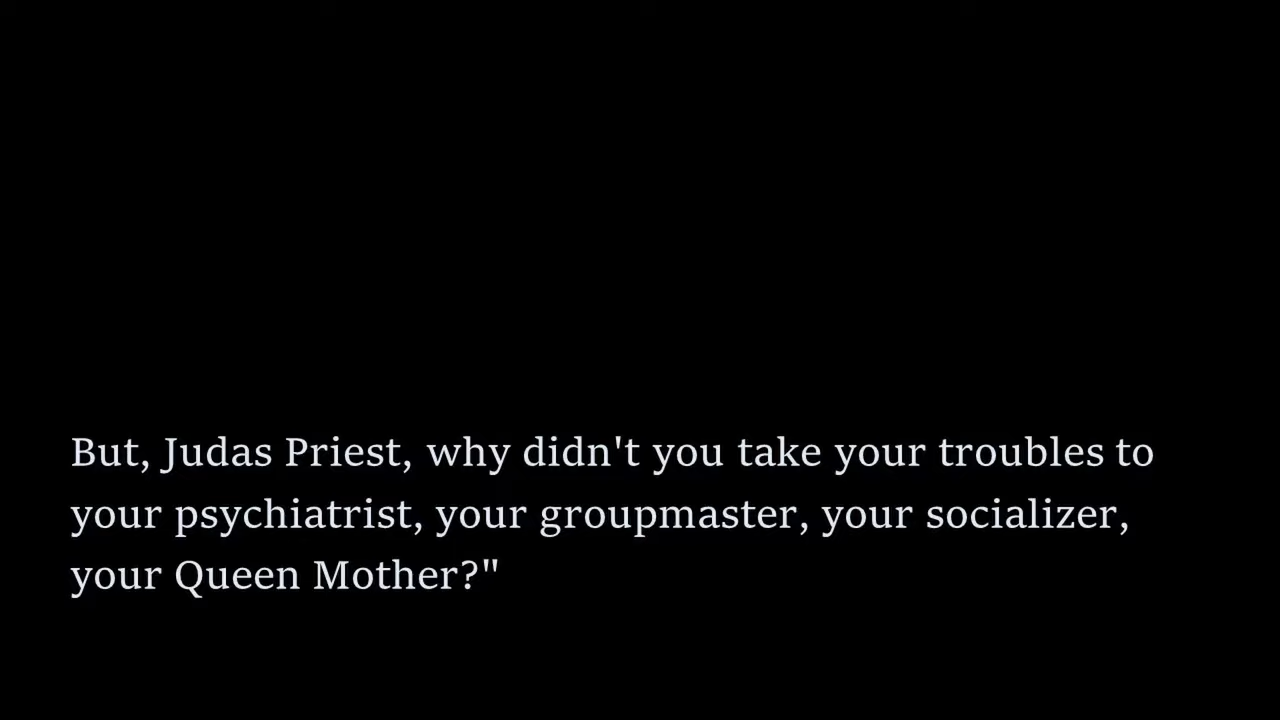 But, Judas Priest, why didn't you take your troubles to
your psychiatrist, your groupmaster, your socializer,
your Queen Mother?"